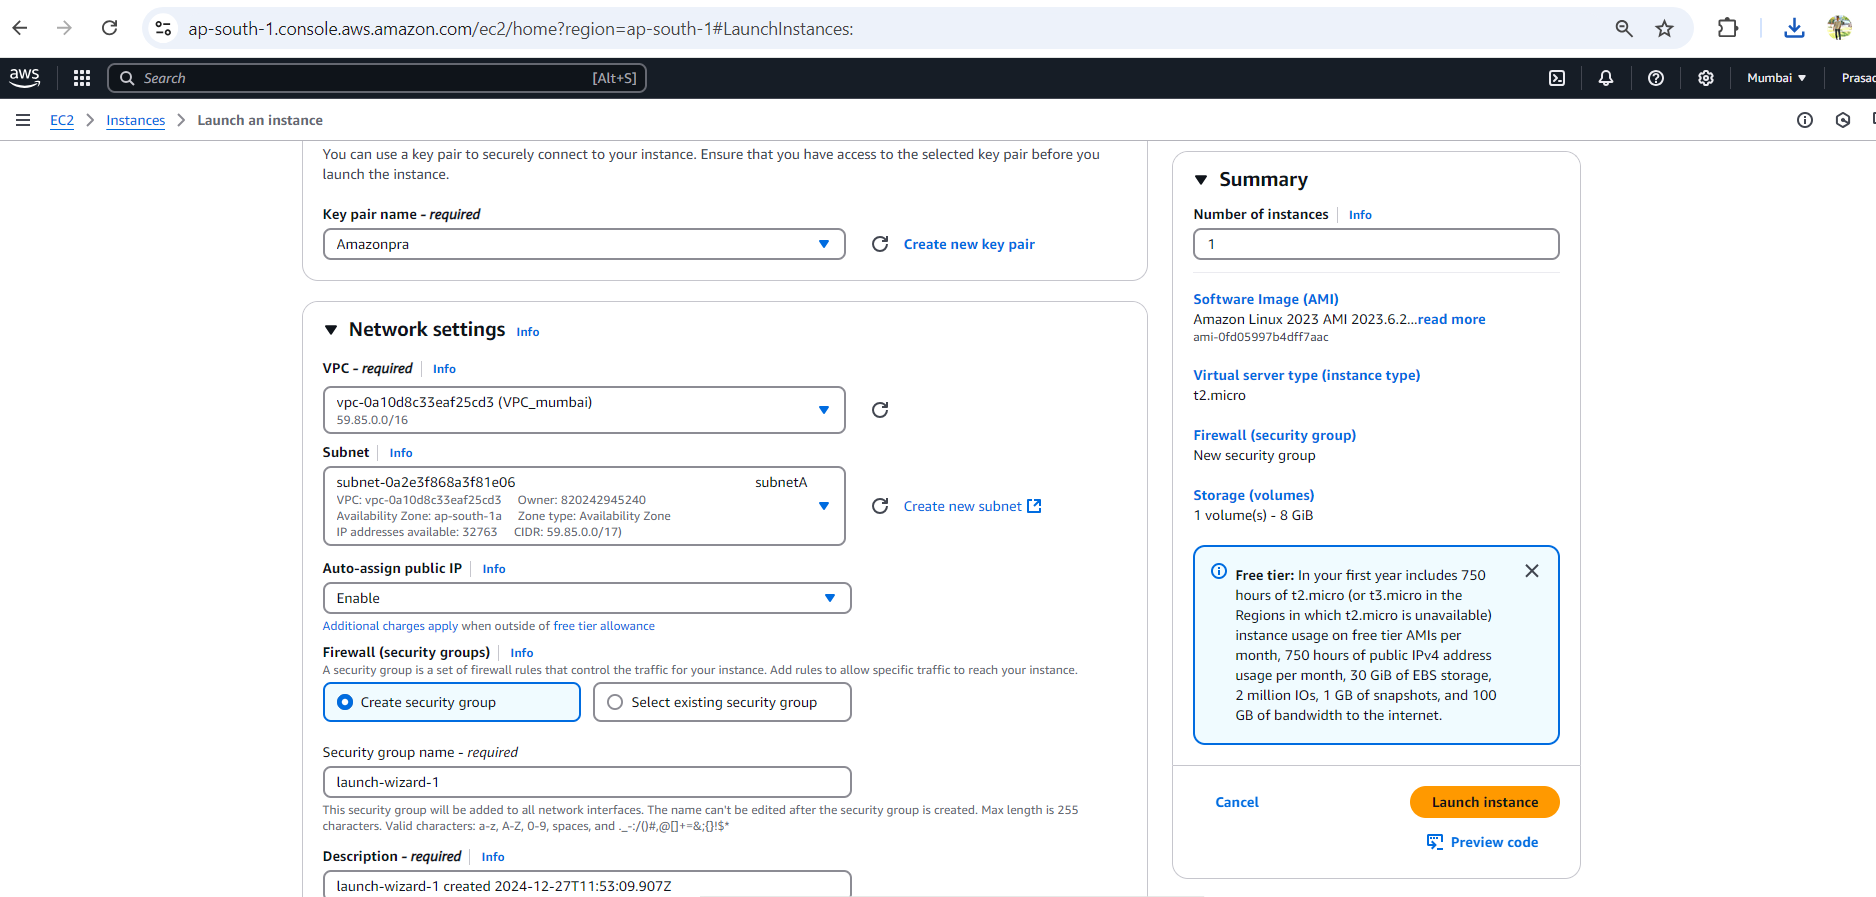 ap-south-1.console.aws.amazon.com/ec2/home?region=ap-south-1#LaunchInstances:
aws
Search
[Alt+S]
Mumbai
EC2
Instances
Launch an instance
You can use a key pair to securely connect to your instance. Ensure that you have access to the selected key pair before you
launch the instance.
Key pair name - required
Amazonpra
Create new key pair
Network settings Info
VPC - required Info
vpc-0a10d8c33eaf25cd3 (VPC_mumbai)
59.85.0.0/16
Subnet Info
subnet-0a2e3f868a3f81e06 subnetA
VPC: vpc-0a10d8c33eaf25cd3 Owner: 820242945240
Availability Zone: ap-south-1a Zone type: Availability Zone
IP addresses available: 32763 CIDR: 59.85.0.0/17)
Create new subnet
Auto-assign public IP Info
Enable
Additional charges apply when outside of free tier allowance
Firewall (security groups) Info
A security group is a set of firewall rules that control the traffic for your instance. Add rules to allow specific traffic to reach your instance.
Create security group
Select existing security group
Security group name - required
launch-wizard-1
This security group will be added to all network interfaces. The name can't be edited after the security group is created. Max length is 255
characters. Valid characters: a-z, A-Z, 0-9, spaces, and ._-:/()#,@[]+=&;{}!$*
Description - required Info
launch-wizard-1 created 2024-12-27T11:53:09.907Z
Summary
Number of instances Info
1
Software Image (AMI)
Amazon Linux 2023 AMI 2023.6.2...read more
ami-0fd05997b4dff7aac
Virtual server type (instance type)
t2.micro
Firewall (security group)
New security group
Storage (volumes)
1 volume(s) - 8 GiB
Free tier: In your first year includes 750
hours of t2.micro (or t3.micro in the
Regions in which t2.micro is unavailable)
instance usage on free tier AMIs per
month, 750 hours of public IPv4 address
usage per month, 30 GiB of EBS storage,
2 million IOs, 1 GB of snapshots, and 100
GB of bandwidth to the internet.
Cancel
Launch instance
Preview code